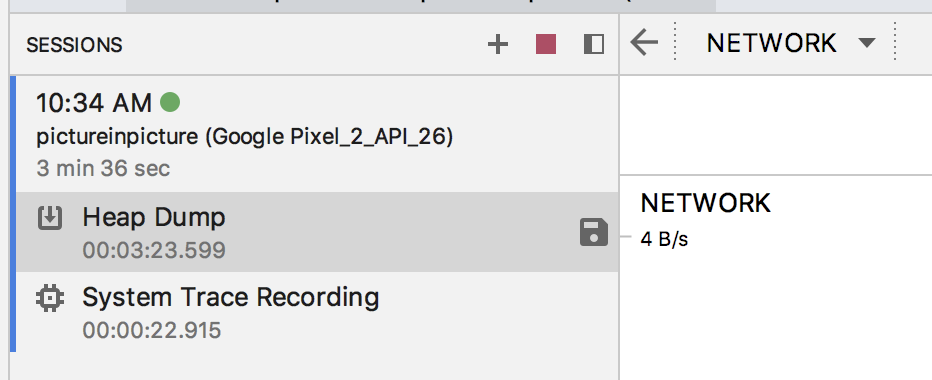 SESSIONS
NETWORK
10:34 AM
pictureinpicture (Google Pixel_2_API_26)
3 min 36 sec
Heap Dump
00:03:23.599
NETWORK
4 B/s
System Trace Recording
00:00:22.915